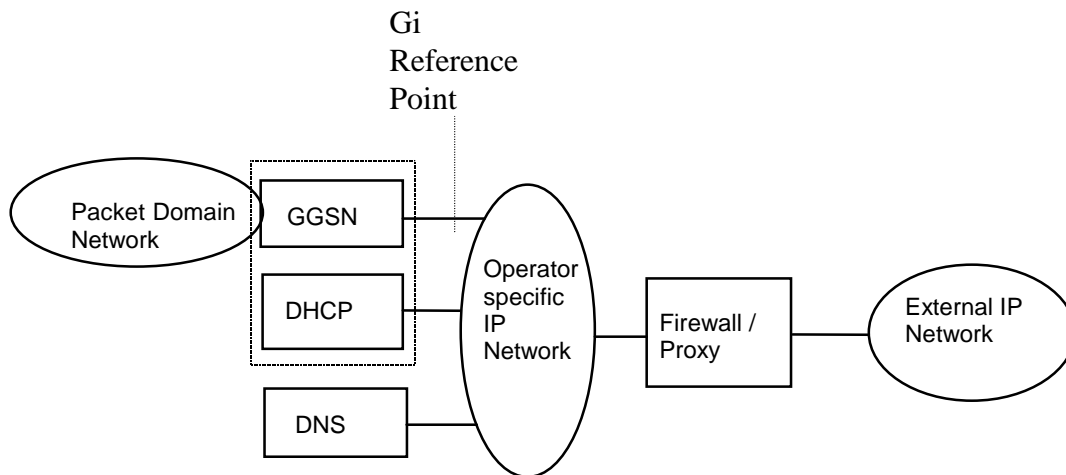 Gi
Reference
Point
Packet Domain
Network
GGSN
DHCP
DNS
Operator
specific
IP
Network
Firewall /
Proxy
External IP
Network